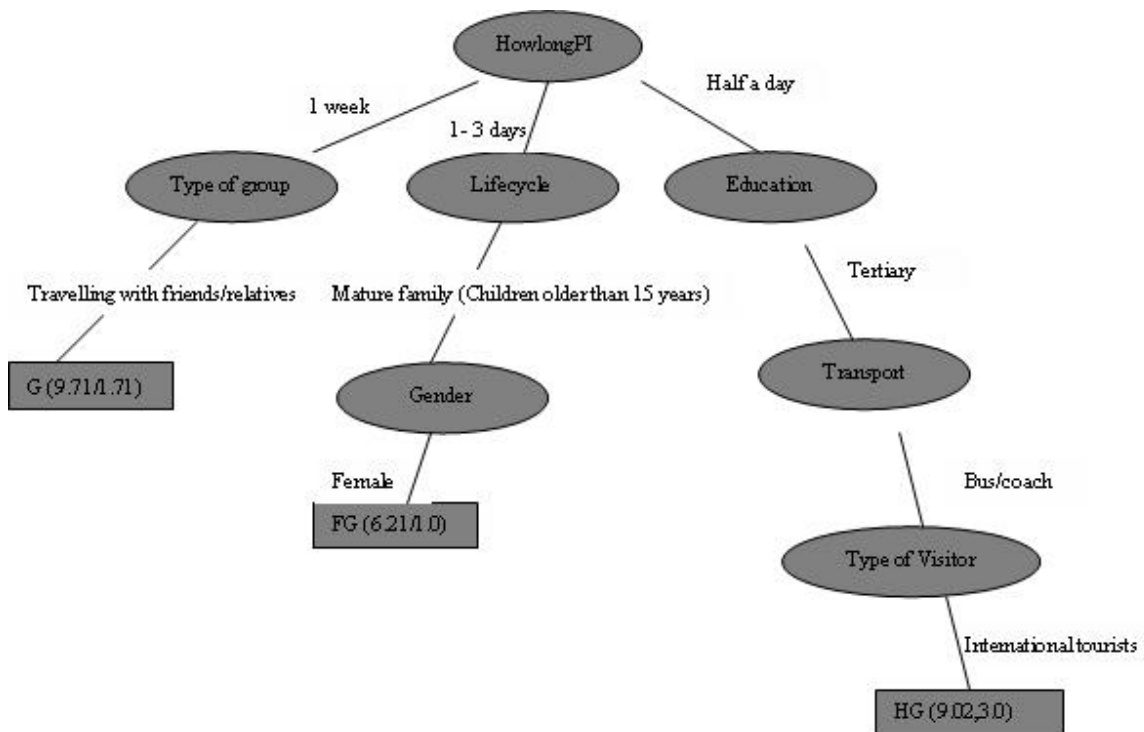 HowlongPI
Half a day
1 week
1- 3 days
Type of group
Lifecycle
Education
Tertiary
Travelling with friends/relatives
Mature family (Children older than 15 years)
G (9.71/1.71)
Transport
Gender
Female
Bus/coach
FG (6.21/1.0)
Type of Visitor
International tourists
HG (9.02,3.0)